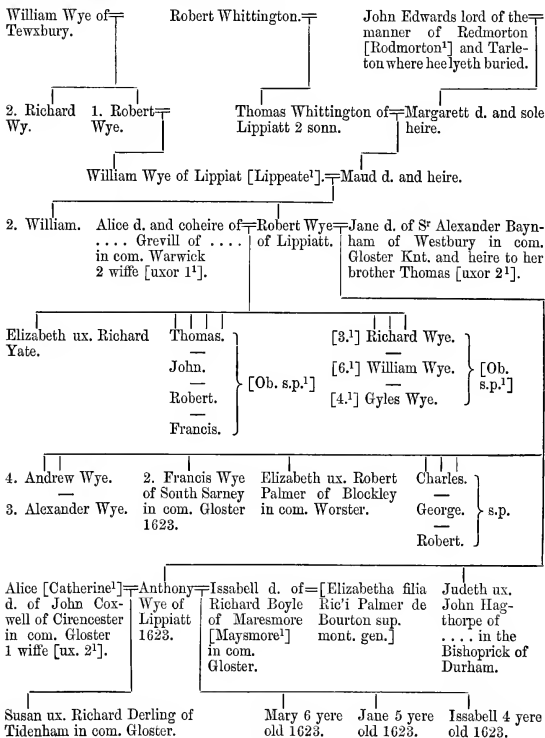 William Wye of
Tewxbury.
Robert Whittington.
John Edwards lord of the
manner of Redmorton
[Rodmorton¹] and Tarle-
ton where hee lyeth buried.
2. Richard
Wy.
1. Robert
Wye.
Thomas Whittington of
Lippiatt 2 sonn.
Margarett d. and sole
heire.
William Wye of Lippiat [Lippeate¹].
Maud d. and heire.
2. William.
Alice d. and coheire of
.... Grevill of ....
in com. Warwick
2 wiffe [uxor 1¹].
Robert Wye
of Lippiatt.
Jane d. of Sʳ Alexander Bayn-
ham of Westbury in com.
Gloster Knt. and heire to her
brother Thomas [uxor 2¹].
Elizabeth ux. Richard
Yate.
Thomas.
—
John.
—
Robert.
—
Francis.
[Ob. s.p.¹]
[3.¹] Richard Wye.
—
[6.¹] William Wye.
—
[4.¹] Gyles Wye.
[Ob.
s.p.¹]
4. Andrew Wye.
—
3. Alexander Wye.
2. Francis Wye
of South Sarney
in com. Gloster
1623.
Elizabeth ux. Robert
Palmer of Blockley
in com. Worster.
Charles.
—
George.
—
Robert.
s.p.
Alice [Catherine¹]
d. of John Cox-
well of Cirencester
in com. Gloster
1 wiffe [ux. 2¹].
Anthony
Wye of
Lippiatt
1623.
Issabell d. of
Richard Boyle
of Maresmore
[Maysmore¹]
in com.
Gloster.
[Elizabetha filia
Ric'i Palmer de
Bourton sup.
mont. gen.]
Judeth ux.
John Hag-
thorpe of
.... in the
Bishoprick of
Durham.
Susan ux. Richard Derling of
Tidenham in com. Gloster.
Mary 6 yere
old 1623.
Jane 5 yere
old 1623.
Issabell 4 yere
old 1623.